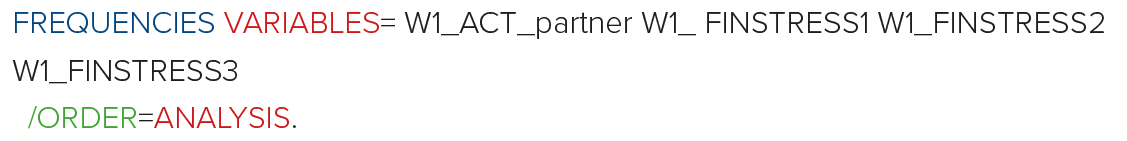 FREQUENCIES VARIABLES= W1_ACT_partner W1_ FINSTRESS1 W1_FINSTRESS2
W1_FINSTRESS3
/ORDER=ANALYSIS.